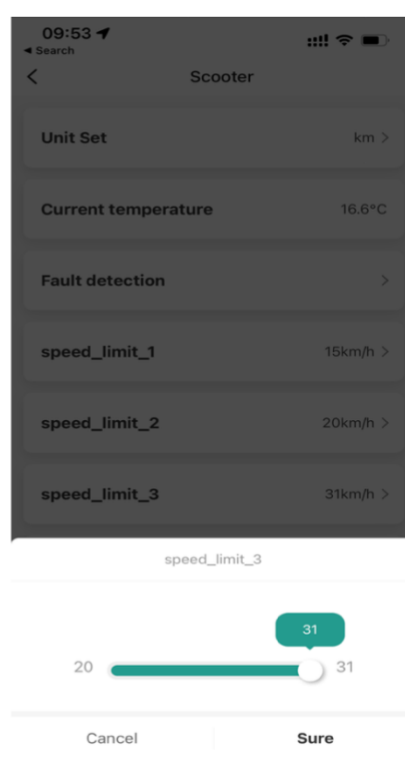 09:53
Search
Scooter
Unit Set km
Current temperature 16.6°C
Fault detection
speed_limit_1 15km/h
speed_limit_2 20km/h
speed_limit_3 31km/h
speed_limit_3
31
20 31
Cancel Sure